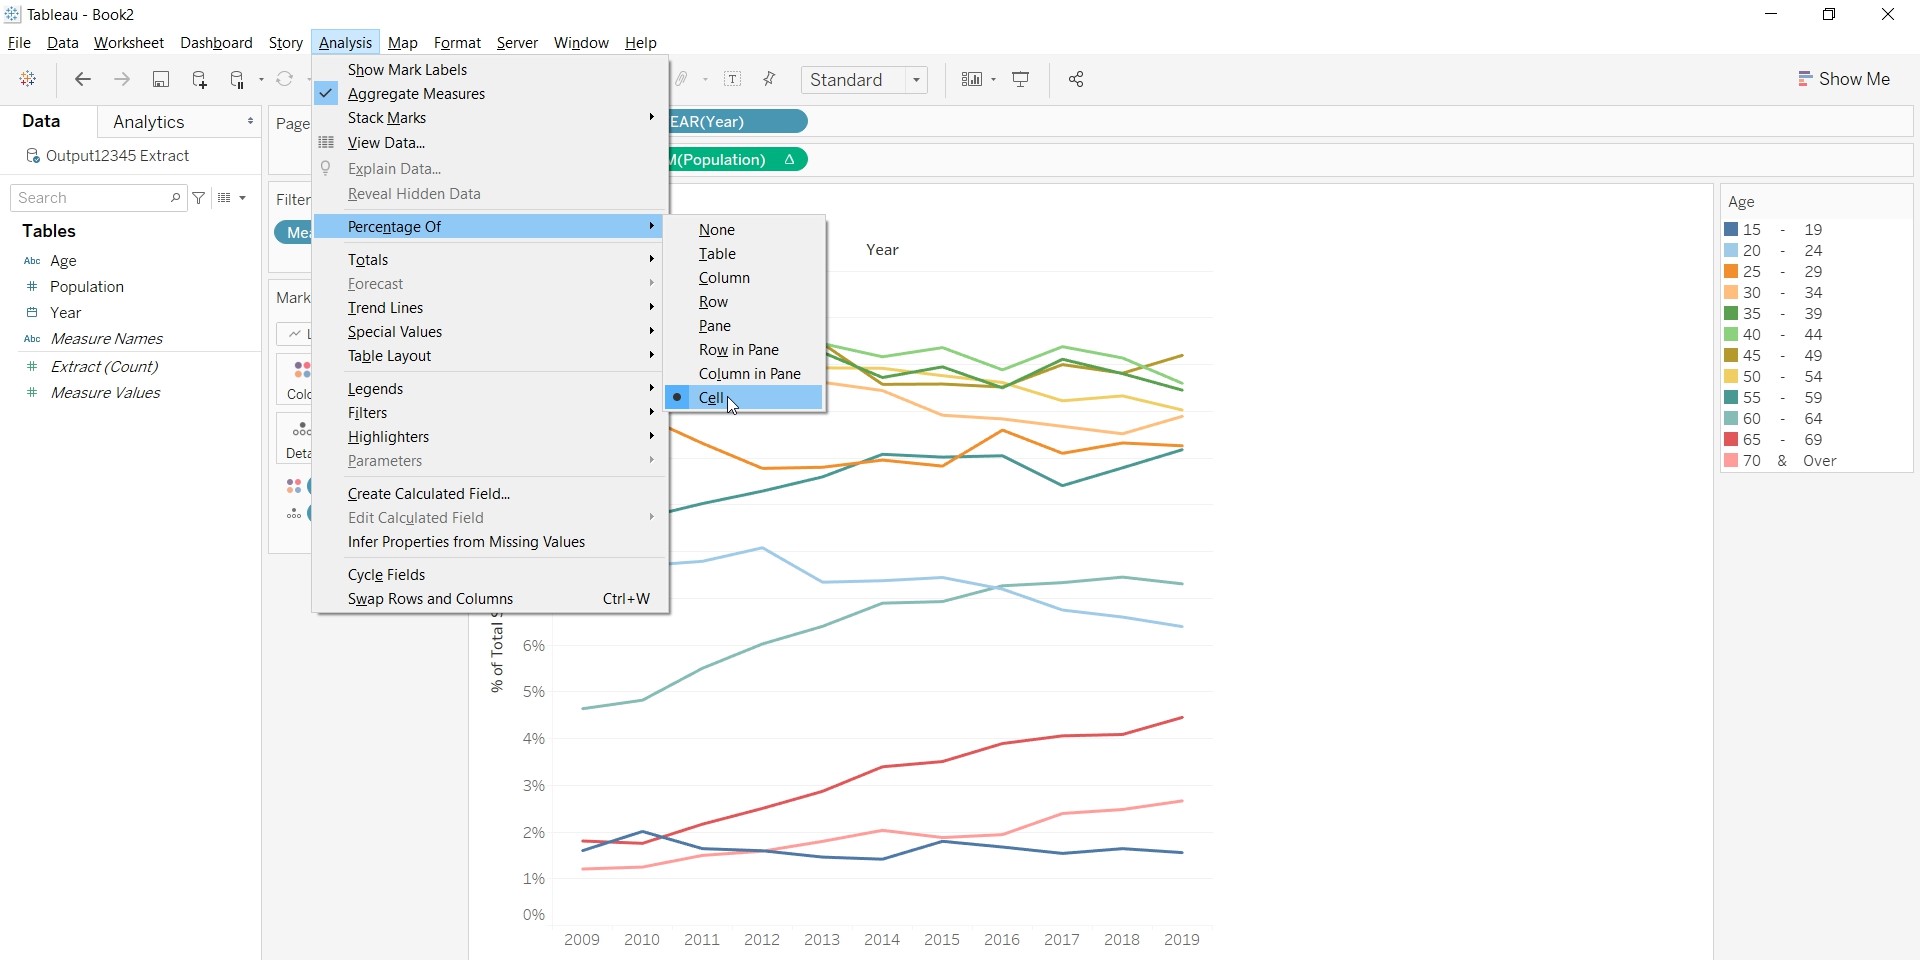 Tableau - Book2
File Data Worksheet Dashboard Story Analysis Map Format Server Window Help
Standard
Show Me
Data Analytics
Output12345 Extract
Search
Tables
Abc Age
# Population
Year
Abc Measure Names
# Extract (Count)
# Measure Values
Show Mark Labels
Aggregate Measures
Stack Marks
View Data...
Explain Data...
Reveal Hidden Data
Percentage Of
Totals
Forecast
Trend Lines
Special Values
Table Layout
Legends
Filters
Highlighters
Parameters
Create Calculated Field...
Edit Calculated Field
Infer Properties from Missing Values
Cycle Fields
Swap Rows and Columns Ctrl+W
None
Table
Column
Row
Pane
Row in Pane
Column in Pane
Cell
EAR(Year)
(Population) Δ
Year
% of Total
6%
5%
4%
3%
2%
1%
0%
2009 2010 2011 2012 2013 2014 2015 2016 2017 2018 2019
Age
15 - 19
20 - 24
25 - 29
30 - 34
35 - 39
40 - 44
45 - 49
50 - 54
55 - 59
60 - 64
65 - 69
70 & Over